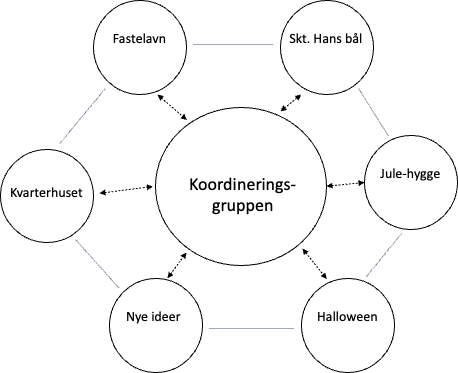 Fastelavn
Skt. Hans bål
Jule-hygge
Kvarterhuset
Koordinerings-
gruppen
Nye ideer
Halloween